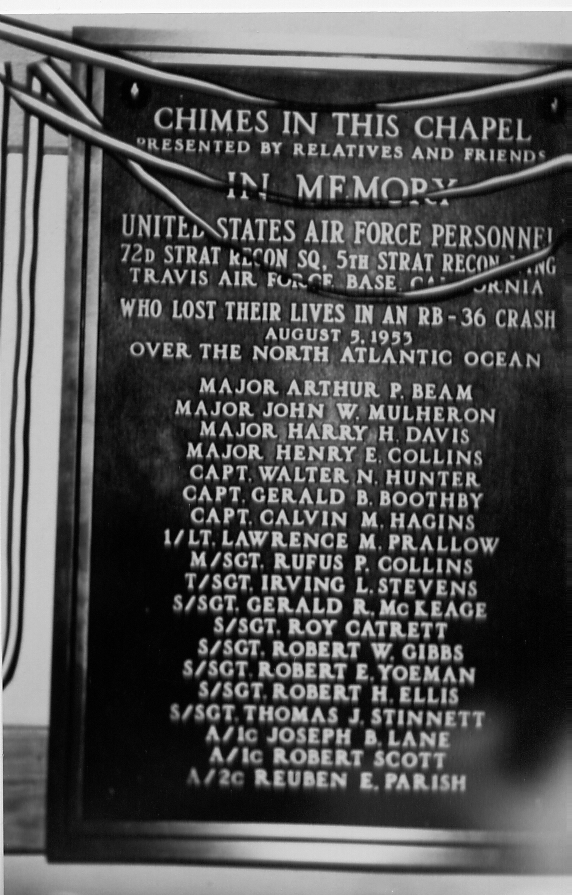 CHIMES IN THIS CHAPEL
PRESENTED BY RELATIVES AND FRIENDS
IN MEMORY
UNITED STATES AIR FORCE PERSONNEL
72D STRAT RECON SQ, 5TH STRAT RECON WING
TRAVIS AIR FORCE BASE, CALIFORNIA
WHO LOST THEIR LIVES IN AN RB-36 CRASH
AUGUST 5, 1953
OVER THE NORTH ATLANTIC OCEAN
MAJOR ARTHUR P. BEAM
MAJOR JOHN W. MULHERON
MAJOR HARRY H. DAVIS
MAJOR HENRY E. COLLINS
CAPT. WALTER N. HUNTER
CAPT. GERALD B. BOOTHBY
CAPT. CALVIN M. HAGINS
1/LT. LAWRENCE M. PRALLOW
M/SGT. RUFUS P. COLLINS
T/SGT. IRVING L. STEVENS
S/SGT. GERALD R. McKEAGE
S/SGT. ROY CATRETT
S/SGT. ROBERT W. GIBBS
S/SGT. ROBERT E. YOEMAN
S/SGT. ROBERT H. ELLIS
S/SGT. THOMAS J. STINNETT
A/1C JOSEPH B. LANE
A/1C ROBERT SCOTT
A/2C REUBEN E. PARISH